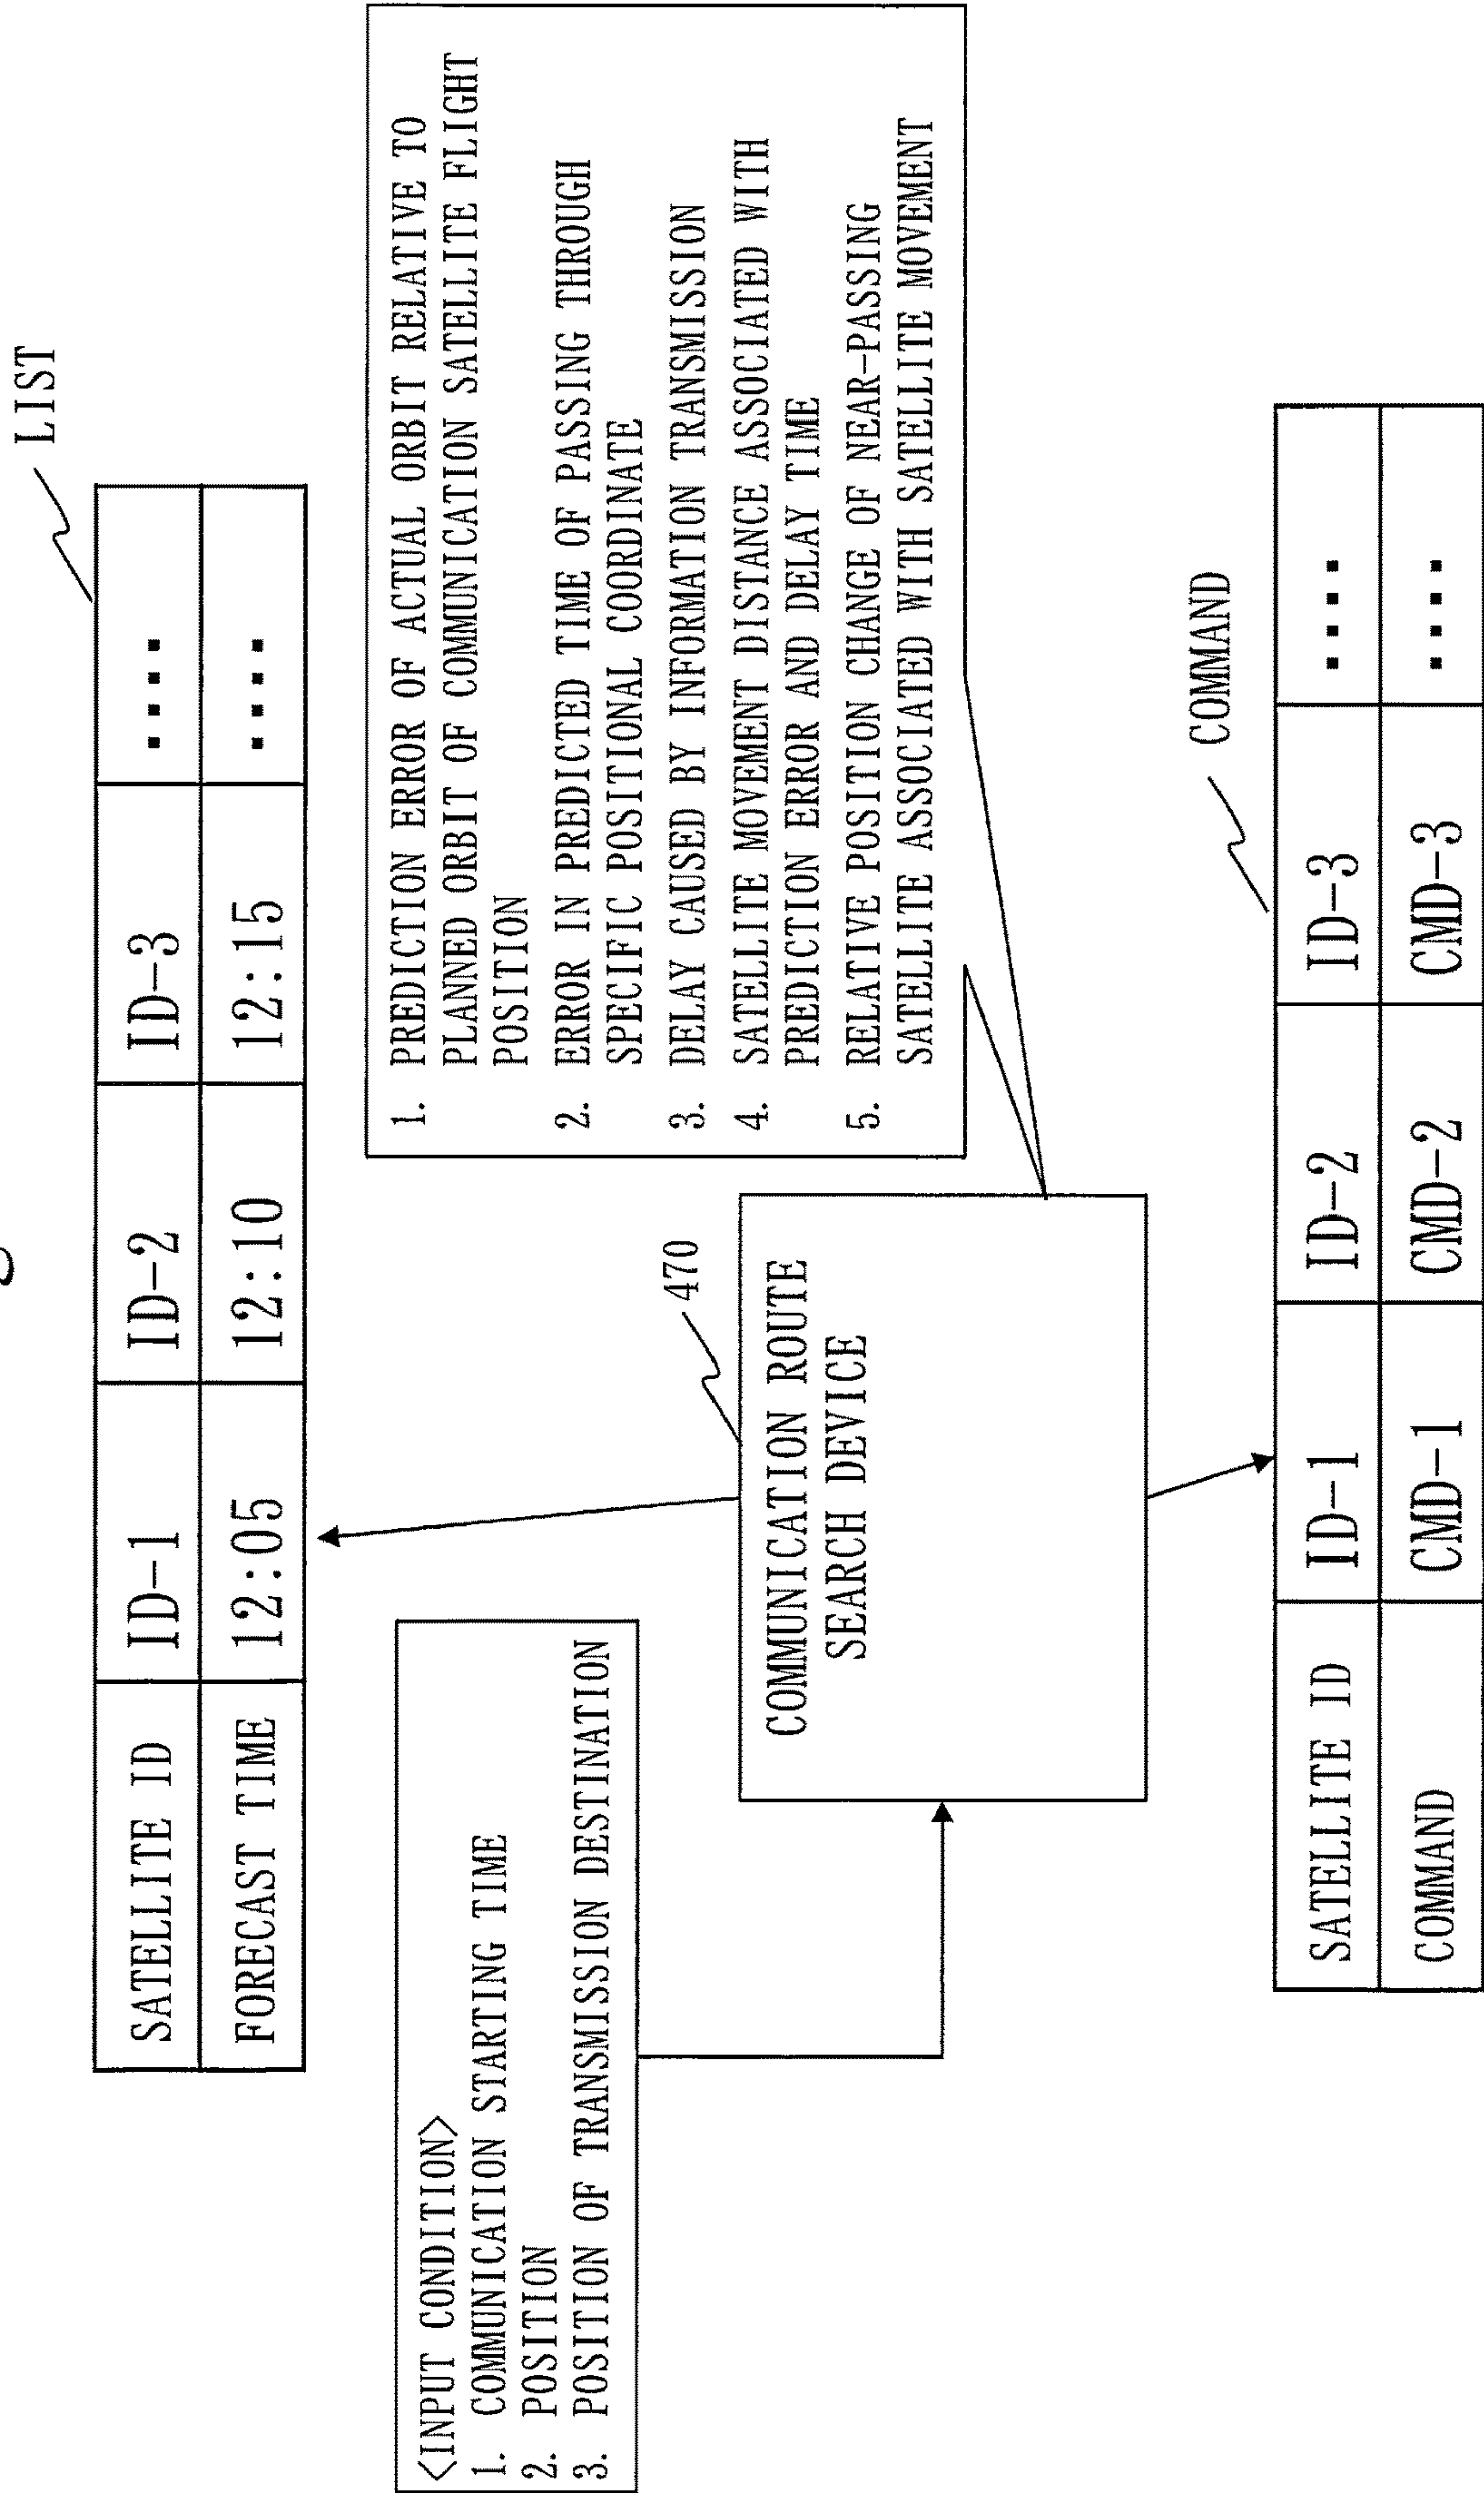 LIST
SATELLITE ID ID-1 ID-2 ID-3 ....
FORECAST TIME 12:05 12:10 12:15 ....
<INPUT CONDITION>
1. COMMUNICATION STARTING TIME
2. POSITION
3. POSITION OF TRANSMISSION DESTINATION
470
COMMUNICATION ROUTE
SEARCH DEVICE
1. PREDICTION ERROR OF ACTUAL ORBIT RELATIVE TO
PLANNED ORBIT OF COMMUNICATION SATELLITE FLIGHT
POSITION
2. ERROR IN PREDICTED TIME OF PASSING THROUGH
SPECIFIC POSITIONAL COORDINATE
3. DELAY CAUSED BY INFORMATION TRANSMISSION
4. SATELLITE MOVEMENT DISTANCE ASSOCIATED WITH
PREDICTION ERROR AND DELAY TIME
5. RELATIVE POSITION CHANGE OF NEAR-PASSING
SATELLITE ASSOCIATED WITH SATELLITE MOVEMENT
COMMAND
SATELLITE ID ID-1 ID-2 ID-3 ....
COMMAND CMD-1 CMD-2 CMD-3 ....